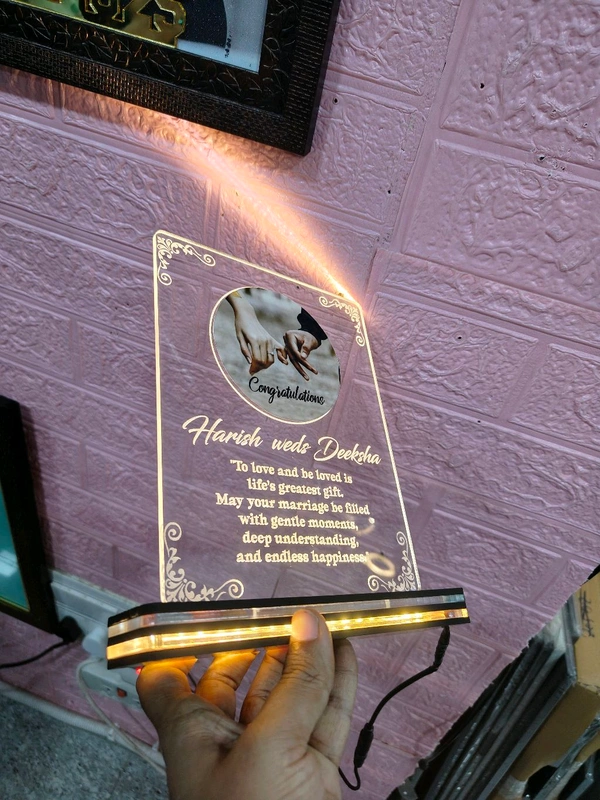 Congratulations
Harish weds Deeksha
"To love and be loved is
life's greatest gift.
May your marriage be filled
with gentle moments,
deep understanding,
and endless happiness